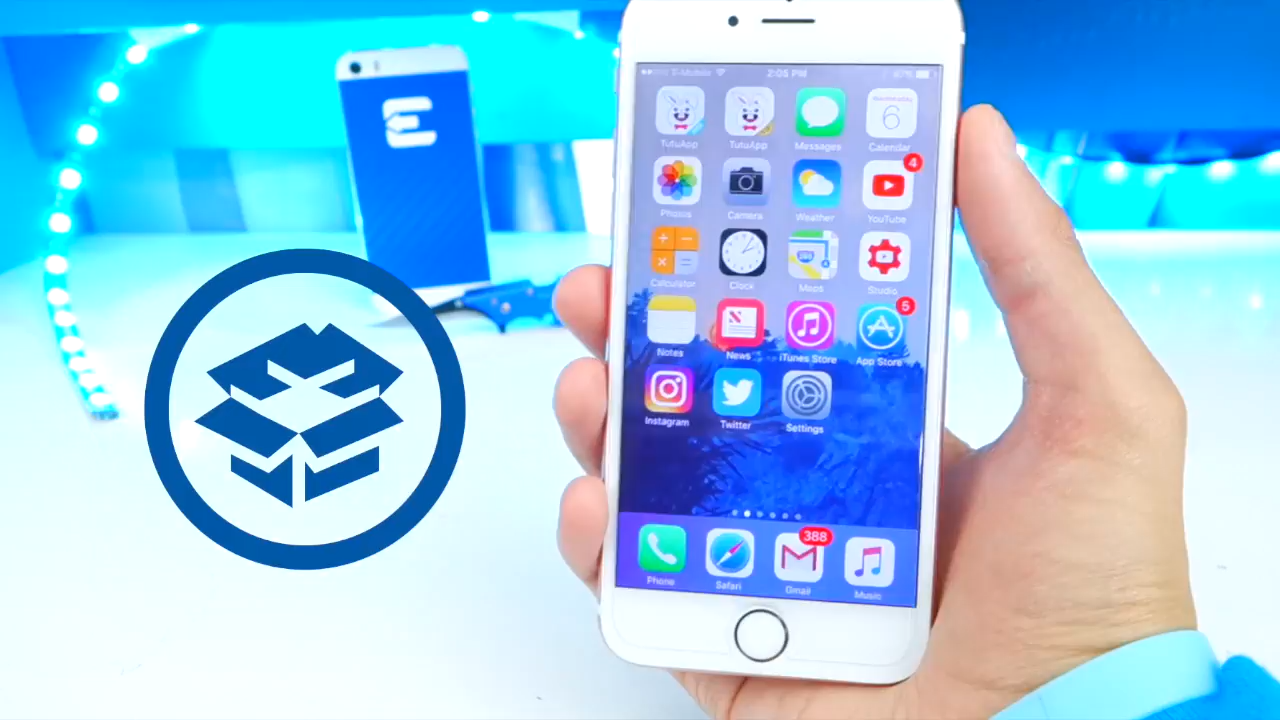 T-Mobile 2:05 PM
TutuApp TutuApp Messages Calendar
Wednesday
6
4
Photos Camera Weather YouTube
Calculator Clock Maps Studio
5
Notes News iTunes Store App Store
Instagram Twitter Settings
388
Phone Safari Gmail Music